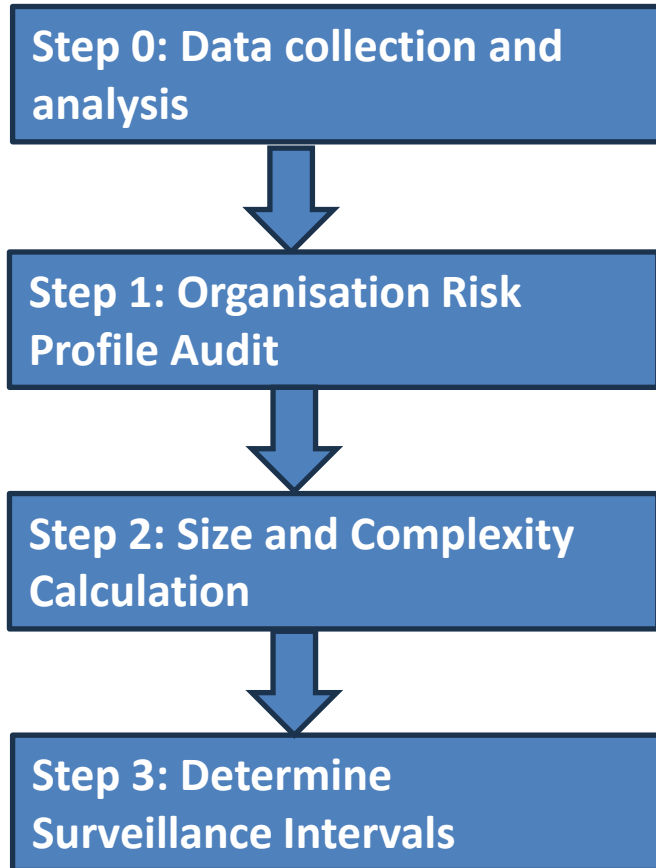 Step 0: Data collection and
analysis
Step 1: Organisation Risk
Profile Audit
Step 2: Size and Complexity
Calculation
Step 3: Determine
Surveillance Intervals